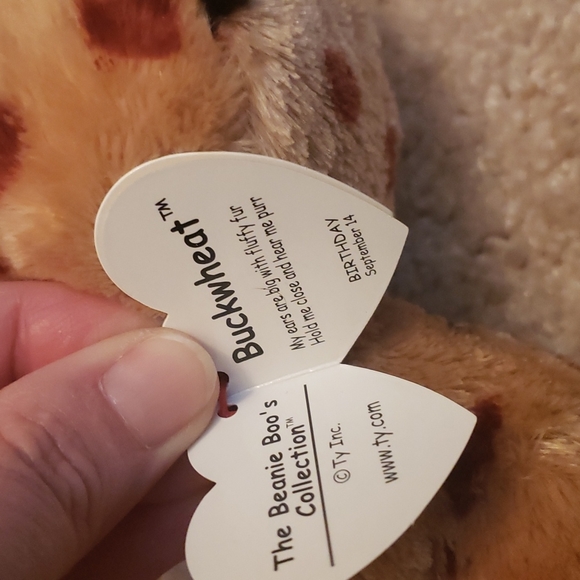 Buckwheat™
My ears are big with fluffy fur
Hold me close and hear me purr
BIRTHDAY
September 14
The Beanie Boo's
Collection™
© Ty Inc.
www.ty.com